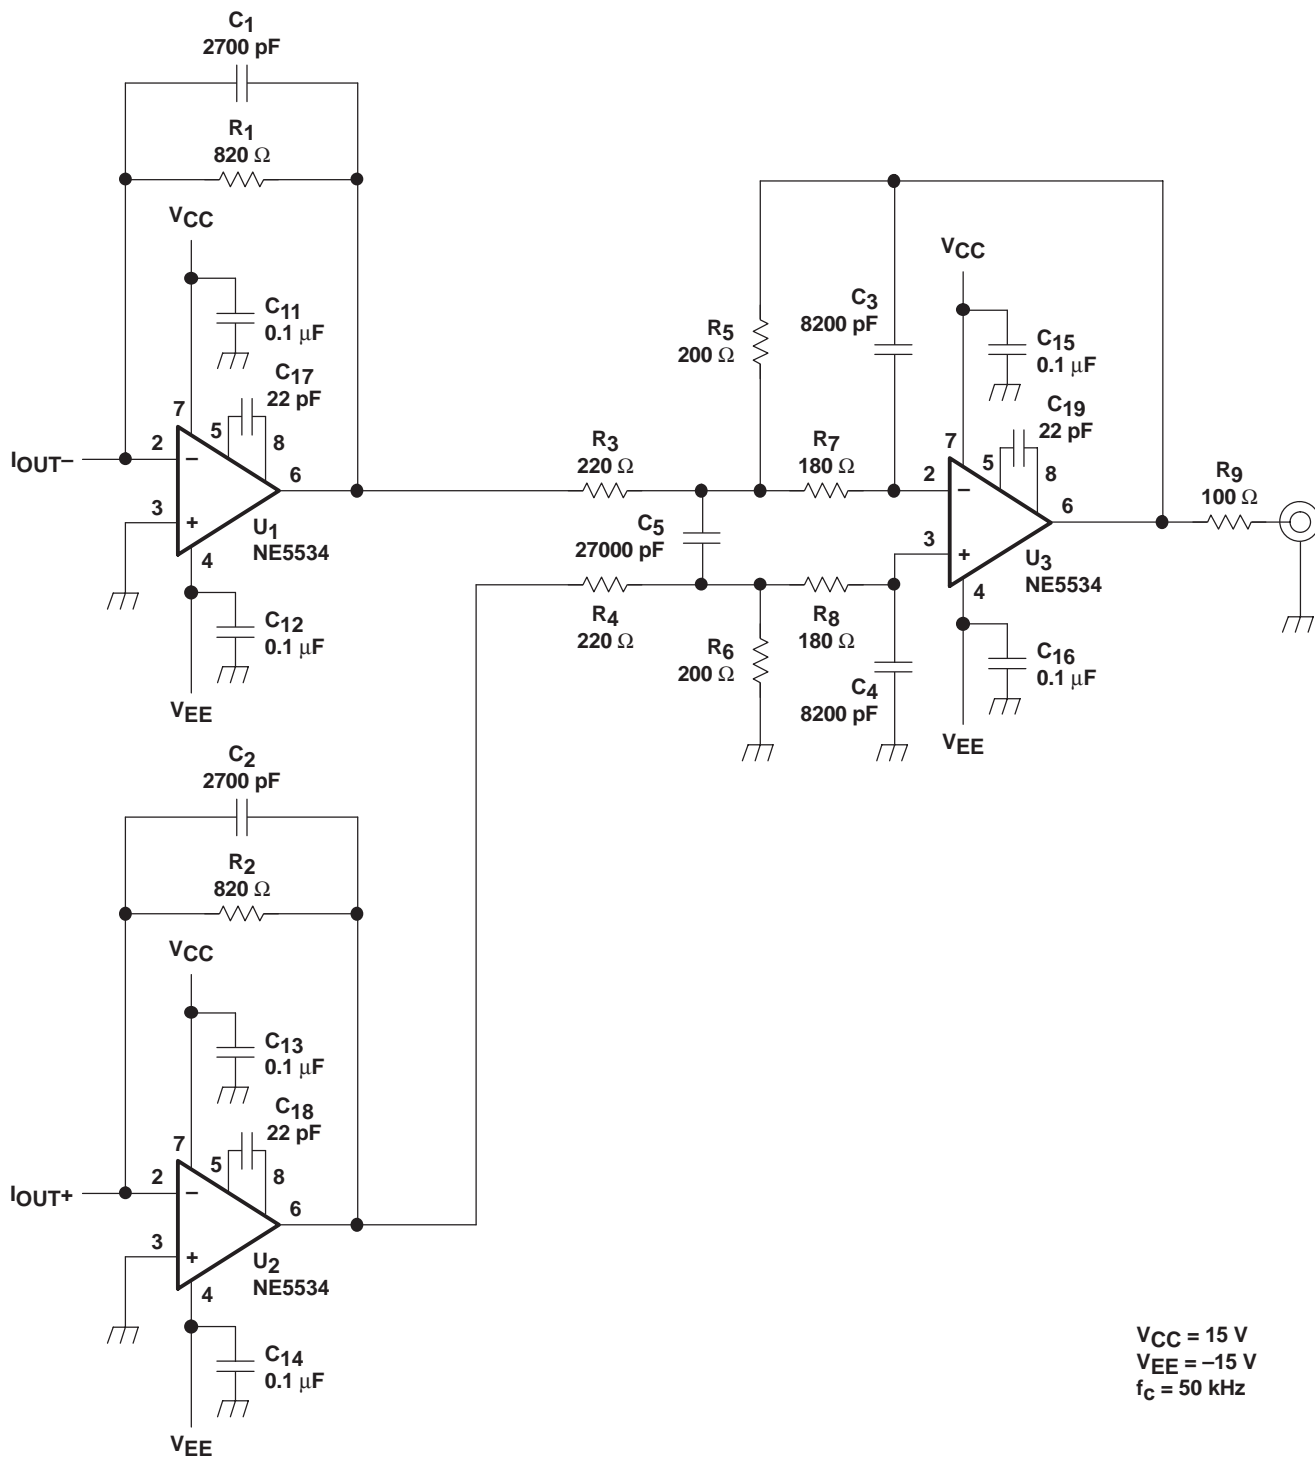 C1
2700 pF
R1
820 Ω
VCC
C11
0.1 µF
C17
22 pF
7
5
8
2
–
IOUT–
6
3
+
U1
NE5534
4
C12
0.1 µF
VEE
R3
220 Ω
C5
27000 pF
R4
220 Ω
R5
200 Ω
C3
8200 pF
R7
180 Ω
R8
180 Ω
R6
200 Ω
C4
8200 pF
VCC
C15
0.1 µF
C19
22 pF
7
5
8
2
–
6
3
+
U3
NE5534
4
C16
0.1 µF
VEE
R9
100 Ω
C2
2700 pF
R2
820 Ω
VCC
C13
0.1 µF
C18
22 pF
7
5
8
2
–
IOUT+
6
3
+
U2
NE5534
4
C14
0.1 µF
VEE
VCC = 15 V
VEE = –15 V
fC = 50 kHz